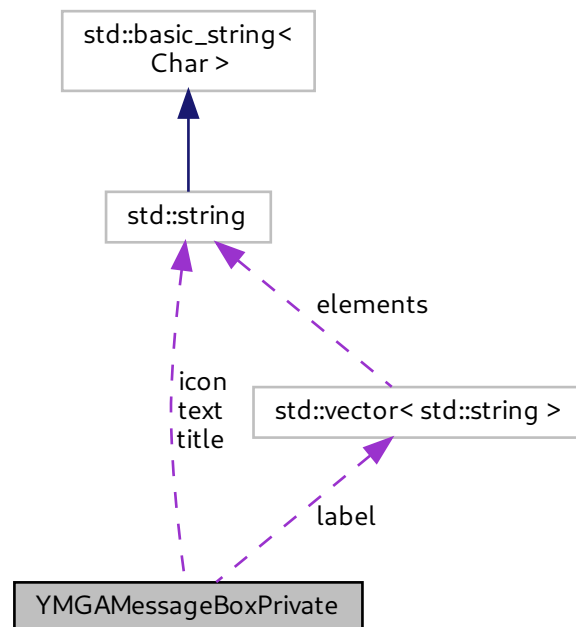 std::basic_string<
Char >
std::string
elements
icon
text
title
std::vector< std::string >
label
YMGAMessageBoxPrivate